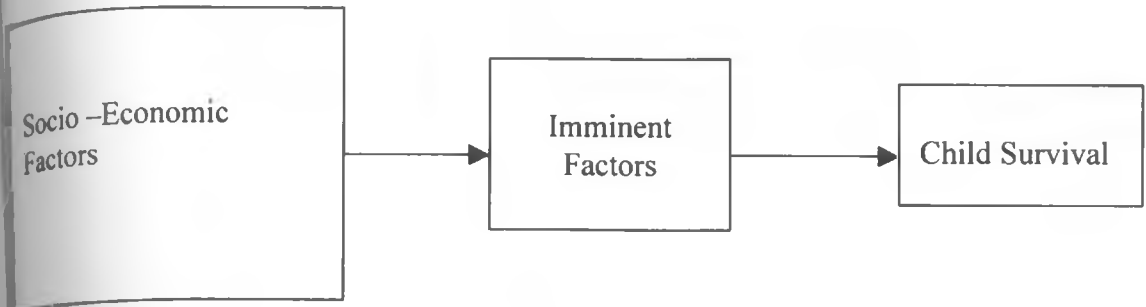 Socio –Economic
Factors
Imminent
Factors
Child Survival